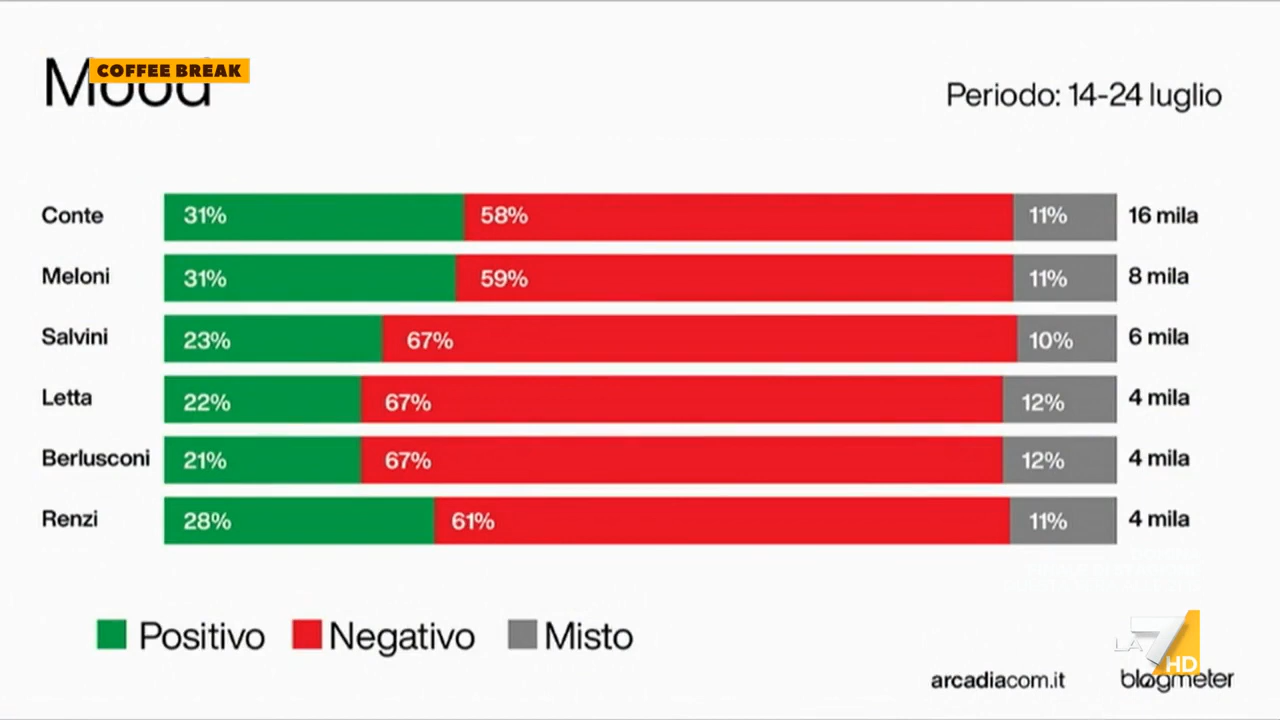 Mood
COFFEE BREAK
Periodo: 14-24 luglio
Conte 31% 58% 11% 16 mila
Meloni 31% 59% 11% 8 mila
Salvini 23% 67% 10% 6 mila
Letta 22% 67% 12% 4 mila
Berlusconi 21% 67% 12% 4 mila
Renzi 28% 61% 11% 4 mila
Positivo Negativo Misto
LA 7 HD
arcadiacom.it blogmeter